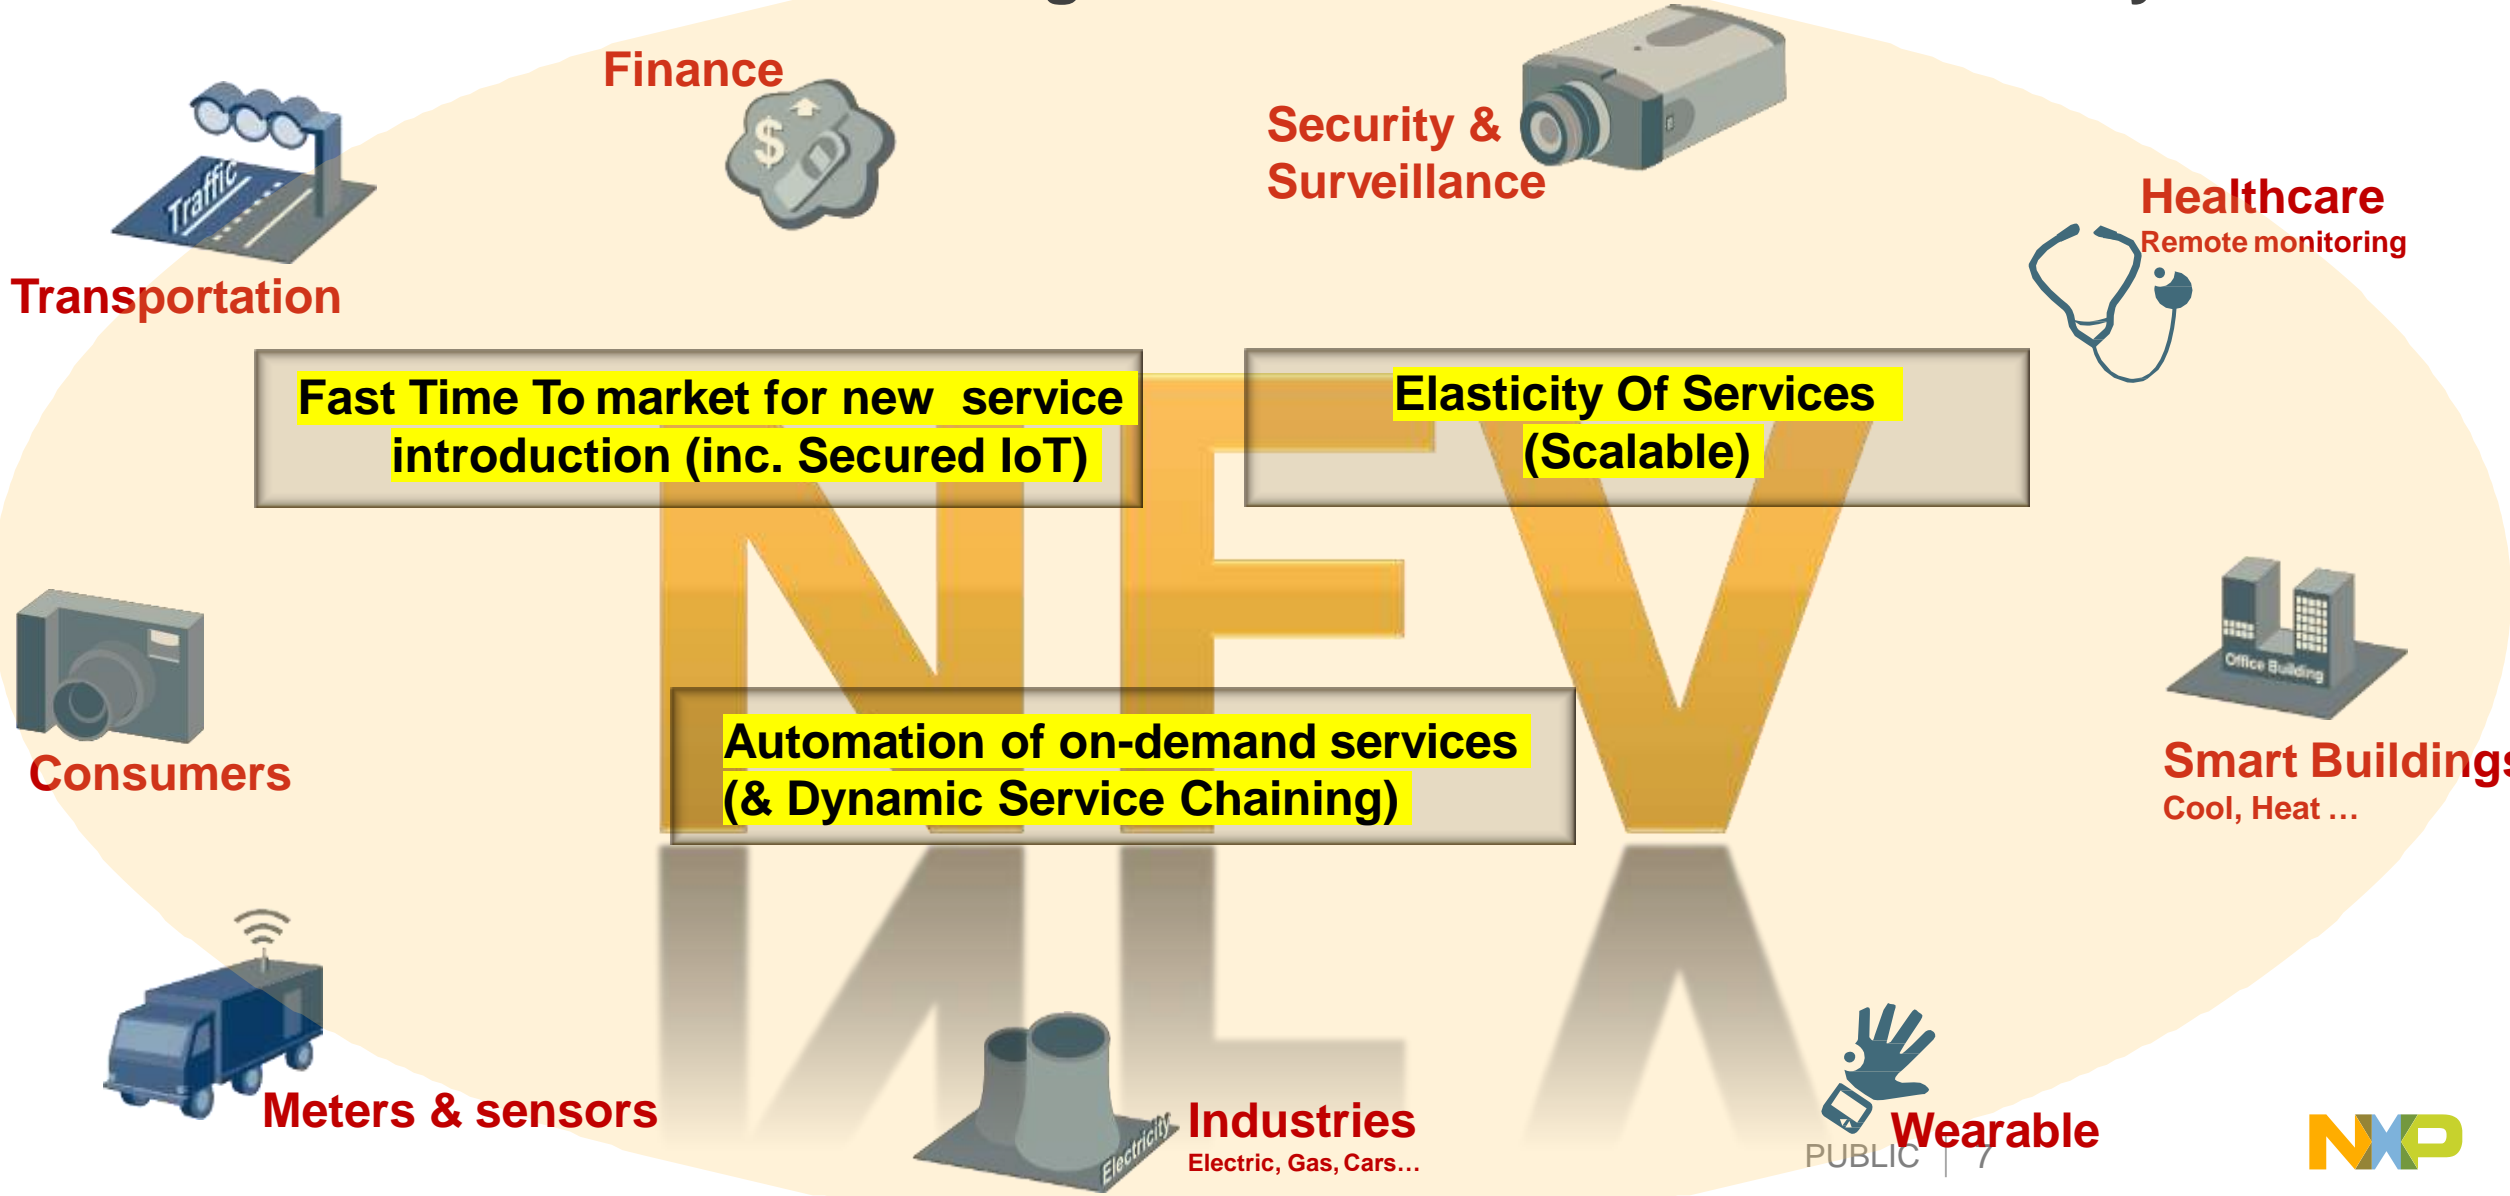 Finance
Security &
Surveillance
Traffic
Healthcare
Remote monitoring
Transportation
Fast Time To market for new service
introduction (inc. Secured IoT)
Elasticity Of Services
(Scalable)
NFV
Office Building
Automation of on-demand services
(& Dynamic Service Chaining)
Consumers
Smart Buildings
Cool, Heat …
Meters & sensors
Industries
Electric, Gas, Cars…
Electricity
Wearable
PUBLIC | 7
NXP